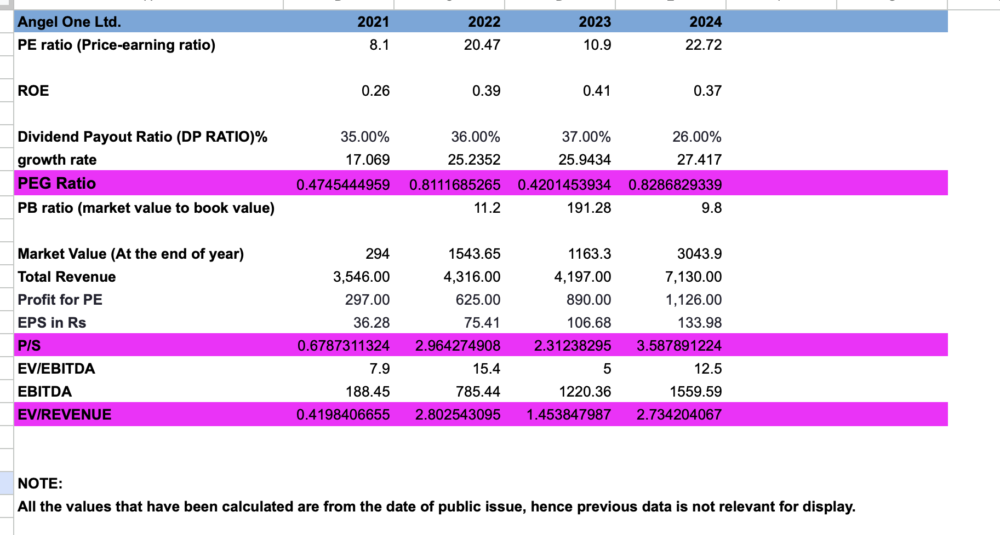 Angel One Ltd. 2021 2022 2023 2024
PE ratio (Price-earning ratio) 8.1 20.47 10.9 22.72
ROE 0.26 0.39 0.41 0.37
Dividend Payout Ratio (DP RATIO)% 35.00% 36.00% 37.00% 26.00%
growth rate 17.069 25.2352 25.9434 27.417
PEG Ratio 0.4745444959 0.8111685265 0.4201453934 0.8286829339
PB ratio (market value to book value) 11.2 191.28 9.8
Market Value (At the end of year) 294 1543.65 1163.3 3043.9
Total Revenue 3,546.00 4,316.00 4,197.00 7,130.00
Profit for PE 297.00 625.00 890.00 1,126.00
EPS in Rs 36.28 75.41 106.68 133.98
P/S 0.6787311324 2.964274908 2.31238295 3.587891224
EV/EBITDA 7.9 15.4 5 12.5
EBITDA 188.45 785.44 1220.36 1559.59
EV/REVENUE 0.4198406655 2.802543095 1.453847987 2.734204067
NOTE:
All the values that have been calculated are from the date of public issue, hence previous data is not relevant for display.